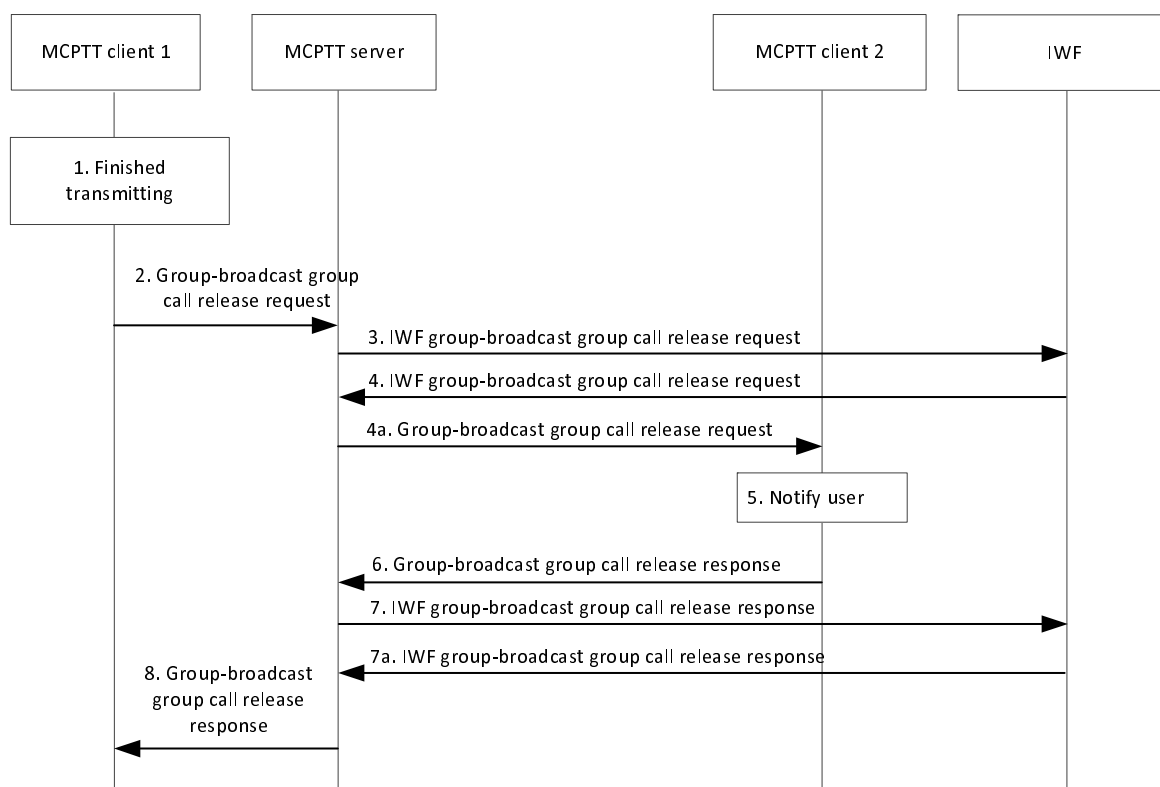 MCPTT client 1
MCPTT server
MCPTT client 2
IWF
1. Finished
transmitting
2. Group-broadcast group
call release request
3. IWF group-broadcast group call release request
4. IWF group-broadcast group call release request
4a. Group-broadcast group call release request
5. Notify user
6. Group-broadcast group call release response
7. IWF group-broadcast group call release response
7a. IWF group-broadcast group call release response
8. Group-broadcast
group call release
response